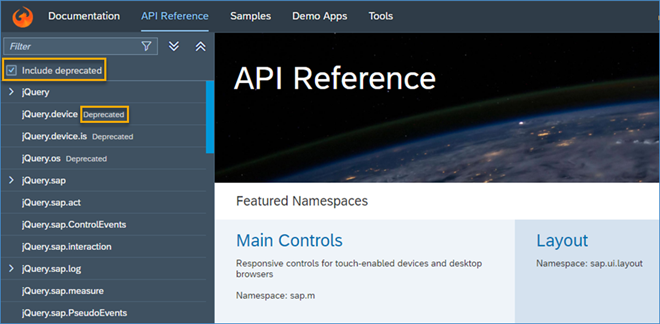 Documentation
API Reference
Samples
Demo Apps
Tools
Filter
Include deprecated
jQuery
jQuery.device Deprecated
jQuery.device.is Deprecated
jQuery.os Deprecated
jQuery.sap
jQuery.sap.act
jQuery.sap.ControlEvents
jQuery.sap.interaction
jQuery.sap.log
jQuery.sap.measure
jQuery.sap.PseudoEvents
API Reference
Featured Namespaces
Main Controls
Responsive controls for touch-enabled devices and desktop
browsers
Namespace: sap.m
Layout
Namespace: sap.ui.layout